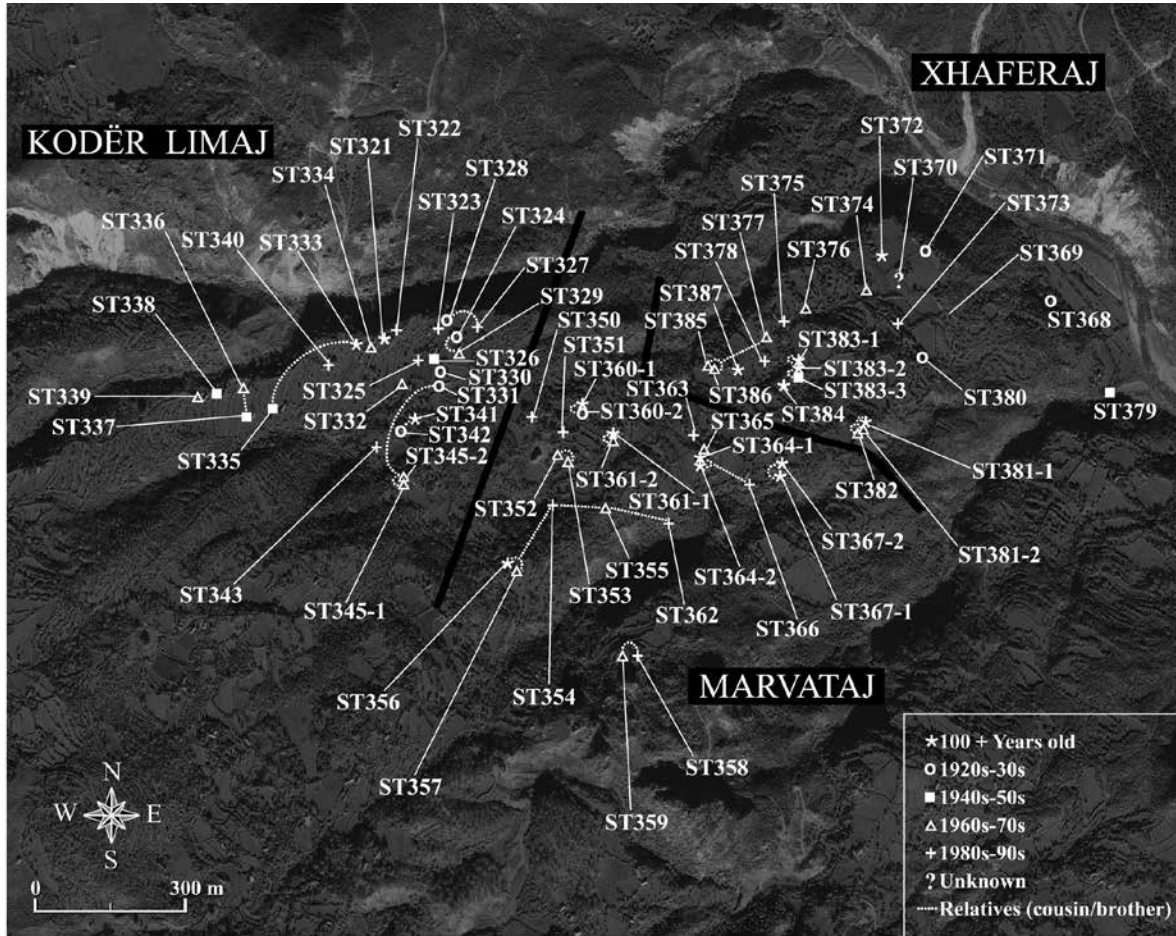 XHAFERAJ
KODËR LIMAJ
ST372
ST370
ST371
ST322
ST321
ST328
ST375
ST373
ST334
ST323
ST377
ST374
ST336
ST324
ST369
ST340
ST333
ST378
ST376
ST327
ST387
ST329
ST385
ST338
ST350
ST368
ST351
ST383-1
ST326
ST360-1
ST383-2
ST325
ST330
ST363
ST383-3
ST339
ST332
ST331
ST386
ST380
ST379
ST341
ST360-2
ST384
ST337
ST365
ST342
ST364-1
ST335
ST345-2
ST381-1
ST361-2
ST382
ST352
ST361-1
ST367-2
ST381-2
ST355
ST364-2
ST343
ST353
ST345-1
ST362
ST367-1
ST366
MARVATAJ
ST356
ST354
ST358
ST357
ST359
N
W E
S
0 300 m
100 + Years old
1920s-30s
1940s-50s
1960s-70s
1980s-90s
? Unknown
Relatives (cousin/brother)